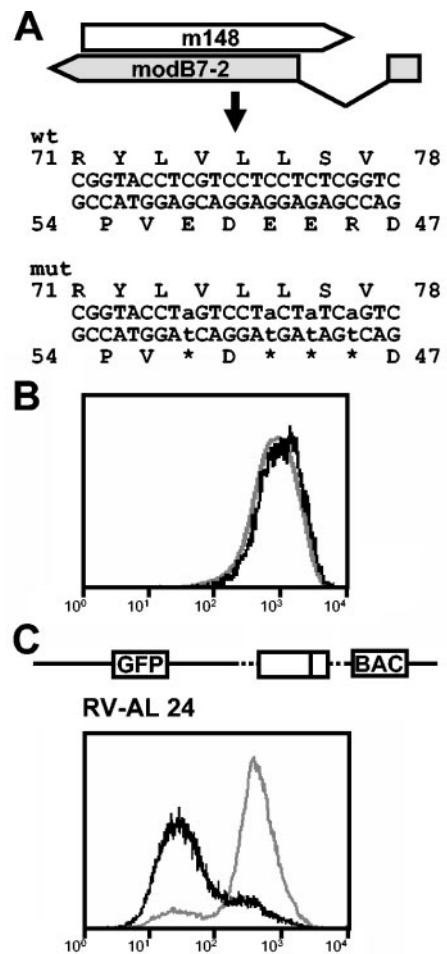 A
m148
modB7-2
wt
71 R Y L V L L S V 78
CGGTACCTCGTCCTCCTCTCGGTC
GCCATGGAGCAGGAGGAGAGCCAG
54 P V E D E E R D 47
mut
71 R Y L V L L S V 78
CGGTACCTaGTCCTaCTaTCaGTC
GCCATGGAtCAGGAtGAtAGtCAG
54 P V * D * * * D 47
B
10⁰ 10¹ 10² 10³ 10⁴
C
GFP BAC
RV-AL 24
10⁰ 10¹ 10² 10³ 10⁴